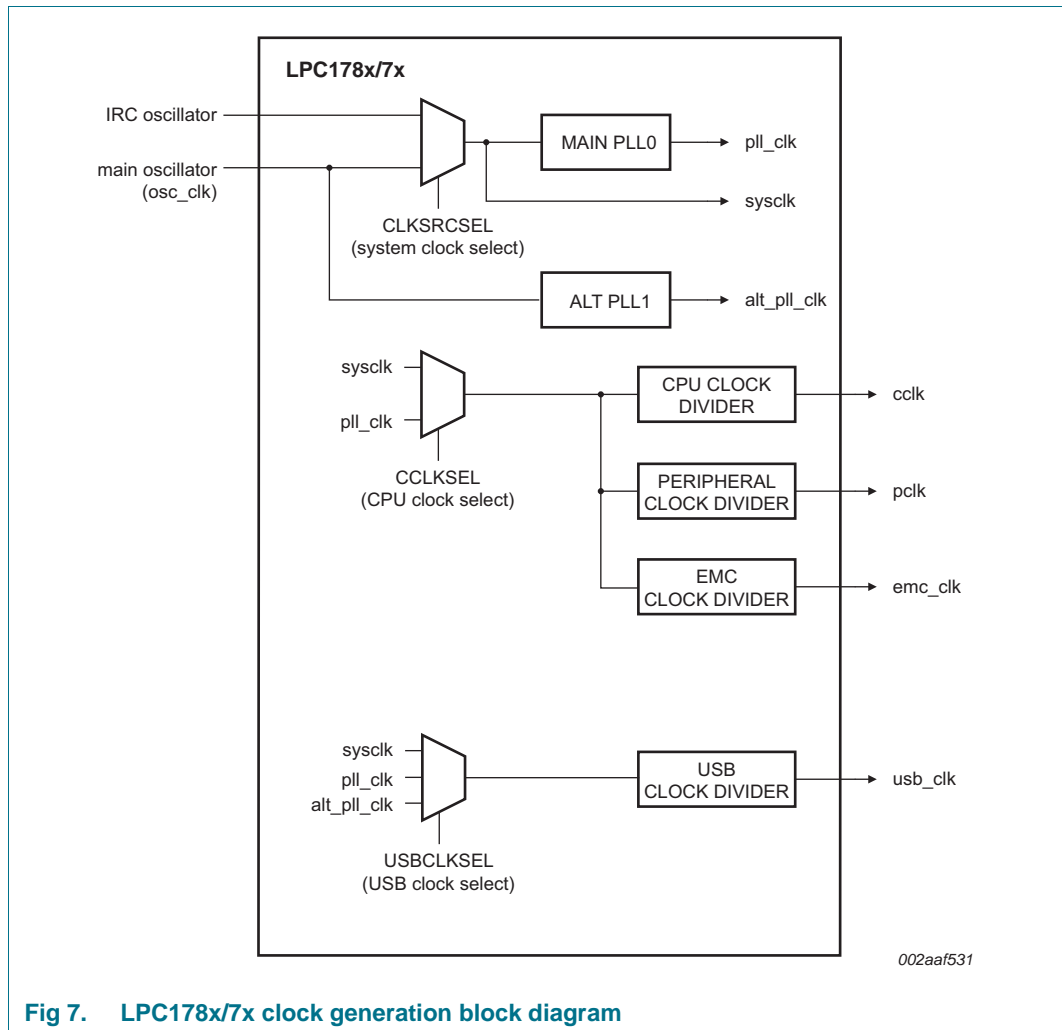 LPC178x/7x
IRC oscillator
MAIN PLL0
pll_clk
main oscillator
(osc_clk)
sysclk
CLKSRCSEL
(system clock select)
ALT PLL1
alt_pll_clk
sysclk
pll_clk
CPU CLOCK
DIVIDER
cclk
CCLKSEL
(CPU clock select)
PERIPHERAL
CLOCK DIVIDER
pclk
EMC
CLOCK DIVIDER
emc_clk
sysclk
pll_clk
alt_pll_clk
USB
CLOCK DIVIDER
usb_clk
USBCLKSEL
(USB clock select)
002aaf531
Fig 7. LPC178x/7x clock generation block diagram